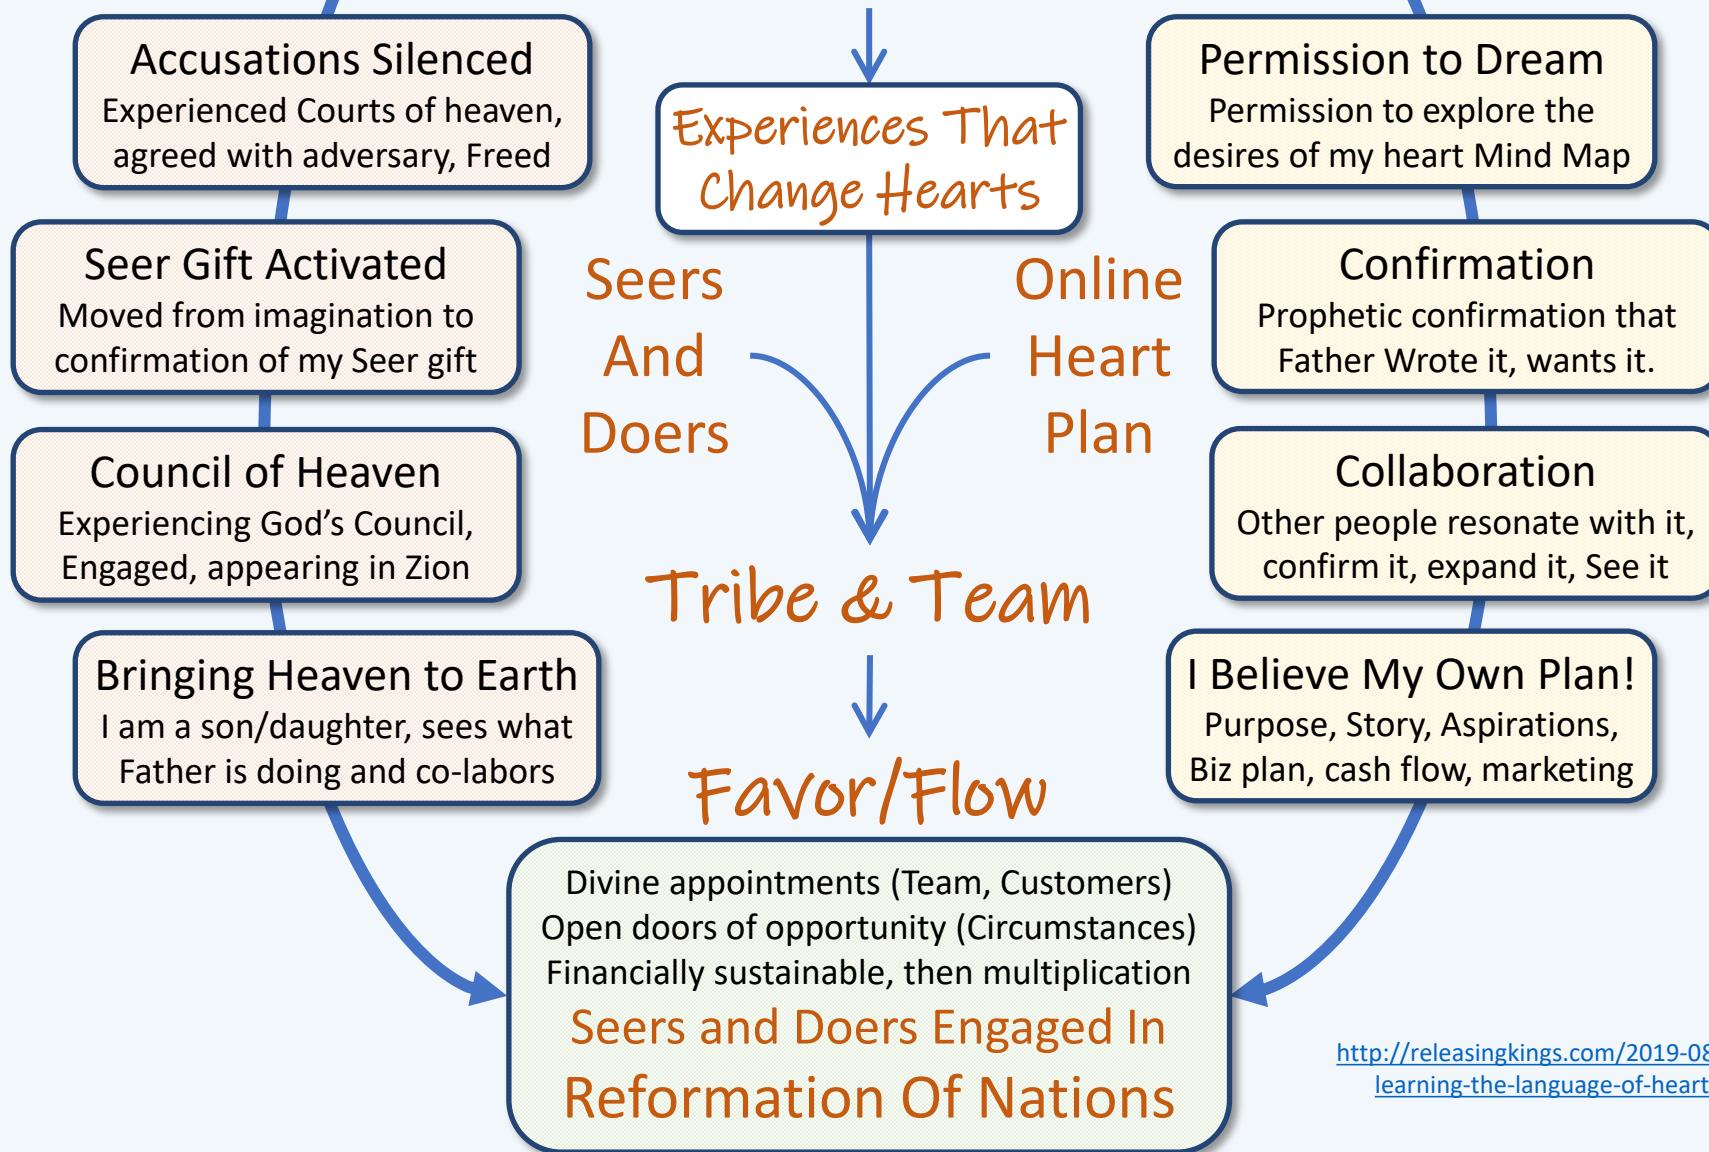 Accusations Silenced
Experienced Courts of heaven,
agreed with adversary, Freed
Seer Gift Activated
Moved from imagination to
confirmation of my Seer gift
Council of Heaven
Experiencing God's Council,
Engaged, appearing in Zion
Bringing Heaven to Earth
I am a son/daughter, sees what
Father is doing and co-labors
Experiences That
Change Hearts
Seers
And
Doers
Online
Heart
Plan
Tribe & Team
Favor/Flow
Permission to Dream
Permission to explore the
desires of my heart Mind Map
Confirmation
Prophetic confirmation that
Father Wrote it, wants it.
Collaboration
Other people resonate with it,
confirm it, expand it, See it
I Believe My Own Plan!
Purpose, Story, Aspirations,
Biz plan, cash flow, marketing
Divine appointments (Team, Customers)
Open doors of opportunity (Circumstances)
Financially sustainable, then multiplication
Seers and Doers Engaged In
Reformation Of Nations
http://releasingkings.com/2019-08
learning-the-language-of-heart